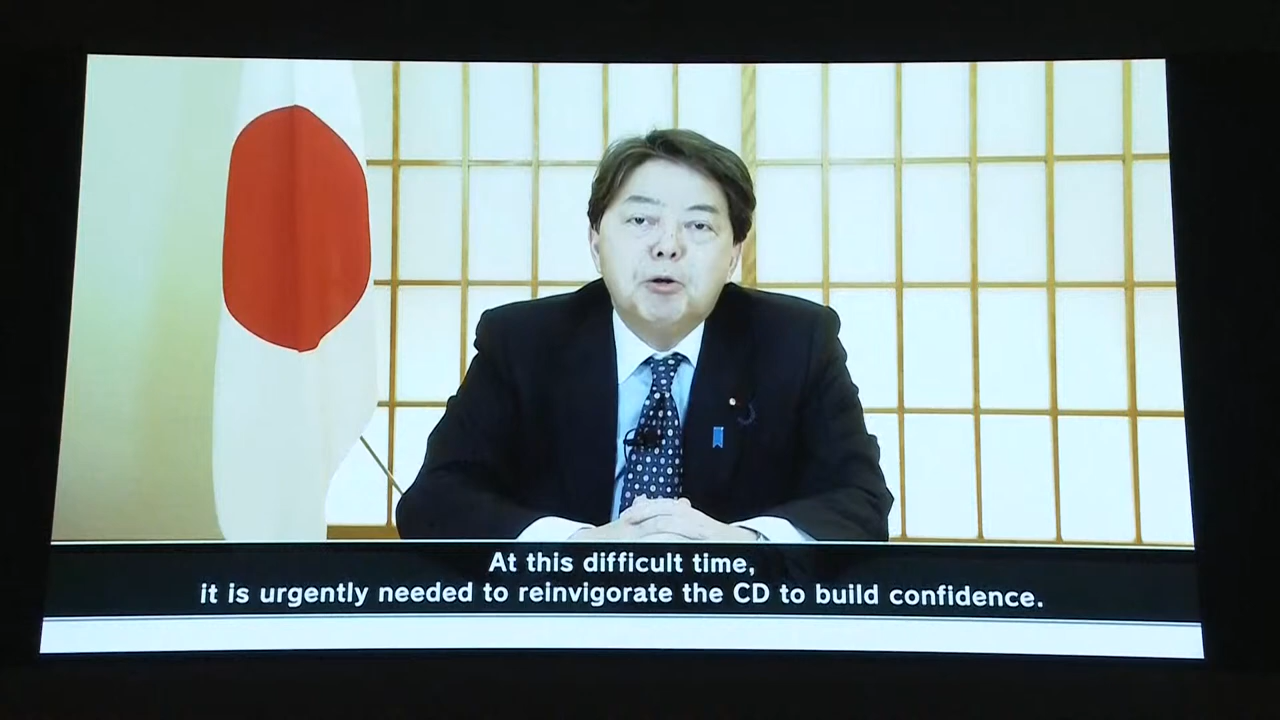 At this difficult time,
it is urgently needed to reinvigorate the CD to build confidence.